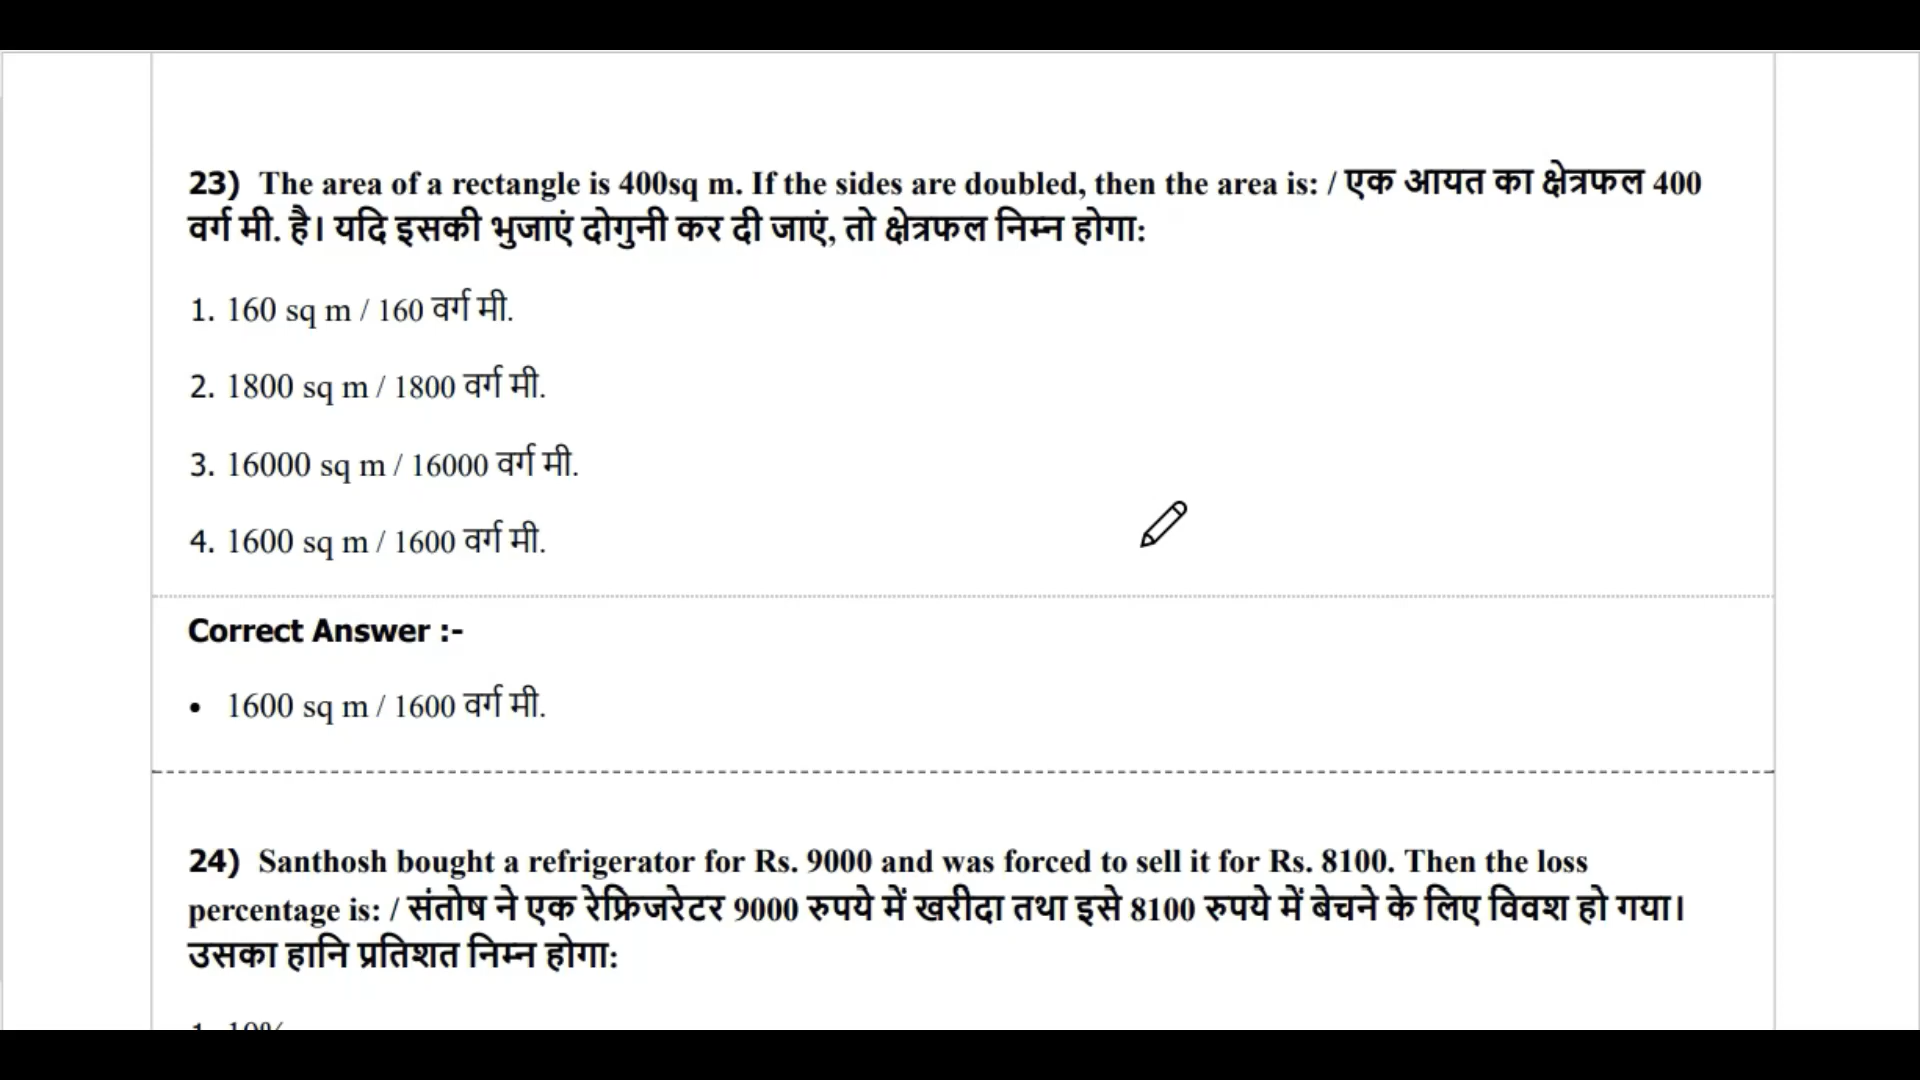 23) The area of a rectangle is 400sq m. If the sides are doubled, then the area is: / एक आयत का क्षेत्रफल 400
वर्ग मी. है। यदि इसकी भुजाएं दोगुनी कर दी जाएं, तो क्षेत्रफल निम्न होगा:
1. 160 sq m / 160 वर्ग मी.
2. 1800 sq m / 1800 वर्ग मी.
3. 16000 sq m / 16000 वर्ग मी.
4. 1600 sq m / 1600 वर्ग मी.
Correct Answer :-
• 1600 sq m / 1600 वर्ग मी.
24) Santhosh bought a refrigerator for Rs. 9000 and was forced to sell it for Rs. 8100. Then the loss
percentage is: / संतोष ने एक रेफ्रिजरेटर 9000 रुपये में खरीदा तथा इसे 8100 रुपये में बेचने के लिए विवश हो गया।
उसका हानि प्रतिशत निम्न होगा:
1. 10%